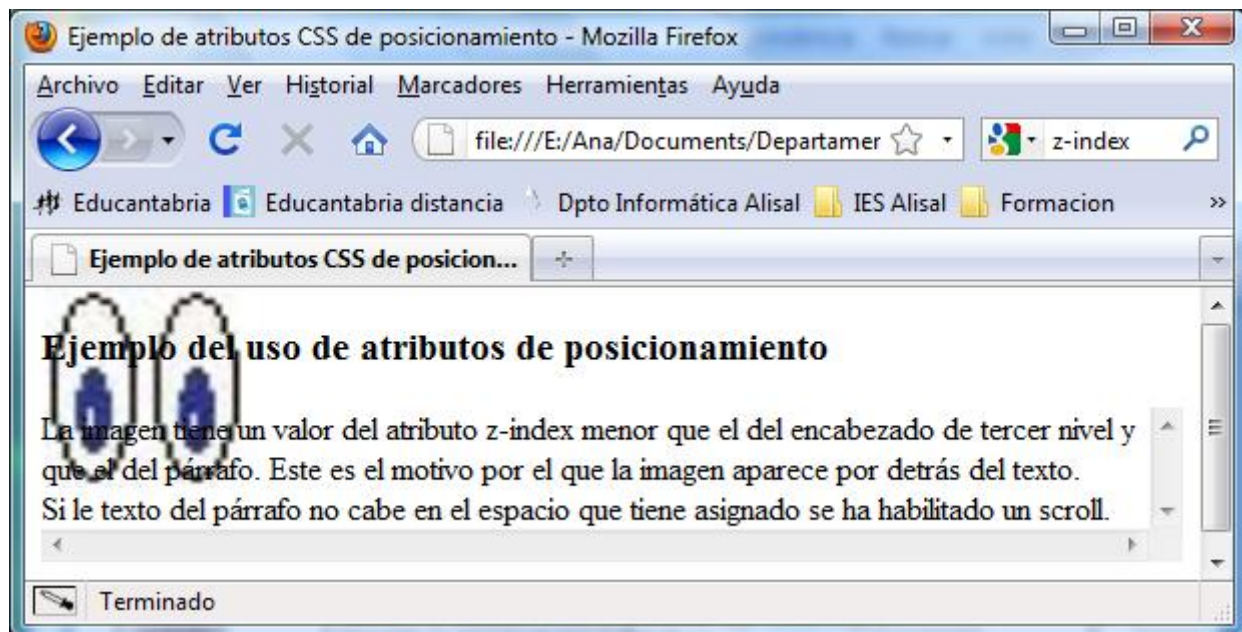 Ejemplo de atributos CSS de posicionamiento - Mozilla Firefox
Archivo Editar Ver Historial Marcadores Herramientas Ayuda
file:///E:/Ana/Documents/Departamer z-index
Educantabria Educantabria distancia Dpto Informática Alisal IES Alisal Formacion »
Ejemplo de atributos CSS de posicion...
Ejemplo del uso de atributos de posicionamiento
La imagen tiene un valor del atributo z-index menor que el del encabezado de tercer nivel y
que el del párrafo. Este es el motivo por el que la imagen aparece por detrás del texto.
Si le texto del párrafo no cabe en el espacio que tiene asignado se ha habilitado un scroll.
Terminado